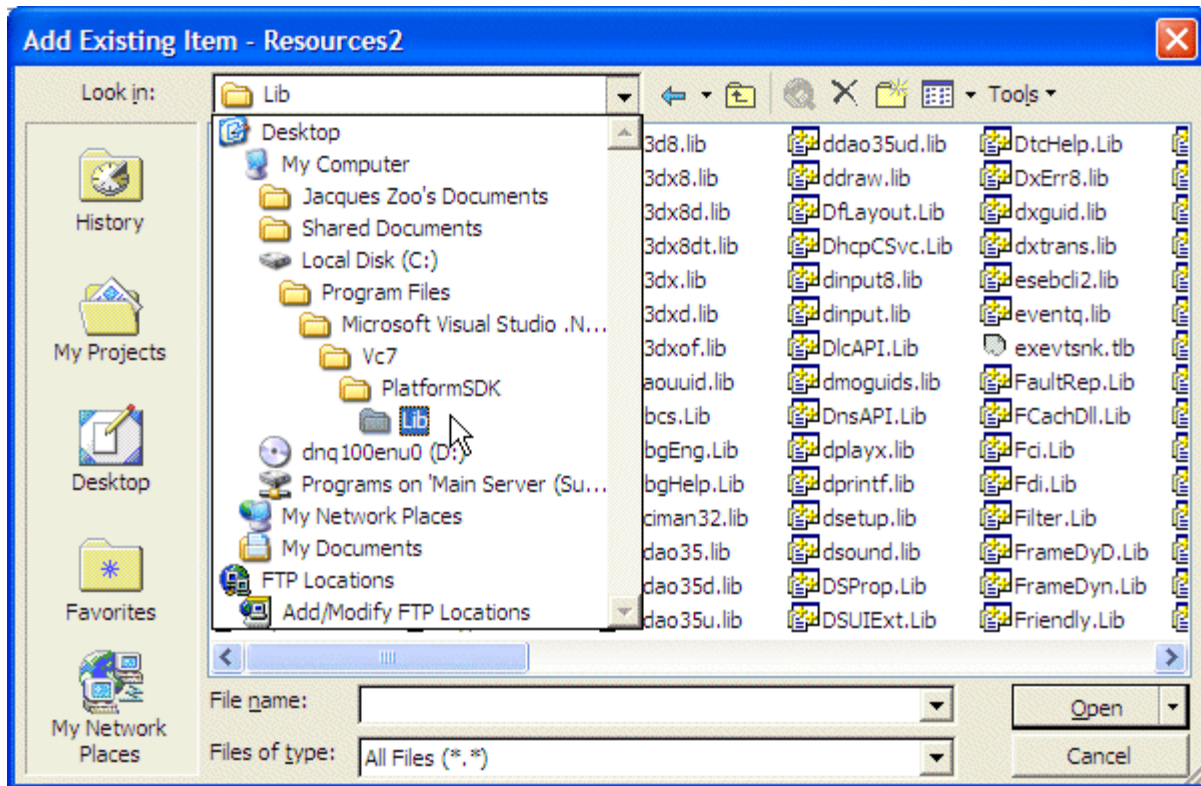 Add Existing Item - Resources2
Look in:
Lib
Tools
History
My Projects
Desktop
Favorites
My Network
Places
Desktop
My Computer
Jacques Zoo's Documents
Shared Documents
Local Disk (C:)
Program Files
Microsoft Visual Studio .N...
Vc7
PlatformSDK
Lib
dnq100enu0 (D:)
Programs on 'Main Server (Su...
My Network Places
My Documents
FTP Locations
Add/Modify FTP Locations
3d8.lib
3dx8.lib
3dx8d.lib
3dx8dt.lib
3dx.lib
3dxd.lib
3dxof.lib
aouuid.lib
bcs.Lib
bgEng.Lib
bgHelp.Lib
ciman32.lib
dao35.lib
dao35d.lib
dao35u.lib
ddao35ud.lib
ddraw.lib
DfLayout.Lib
DhcpCSvc.Lib
dinput8.lib
dinput.lib
DlcAPI.Lib
dmoguids.lib
DnsAPI.Lib
dplayx.lib
dprintf.lib
dsetup.lib
dsound.lib
DSProp.Lib
DSUIExt.Lib
DtcHelp.Lib
DxErr8.lib
dxguid.lib
dxtrans.lib
esebcli2.lib
eventq.lib
exevtsnk.tlb
FaultRep.Lib
FCachDll.Lib
Fci.Lib
Fdi.Lib
Filter.Lib
FrameDyD.Lib
FrameDyn.Lib
Friendly.Lib
File name:
Open
Files of type:
All Files (*.*)
Cancel